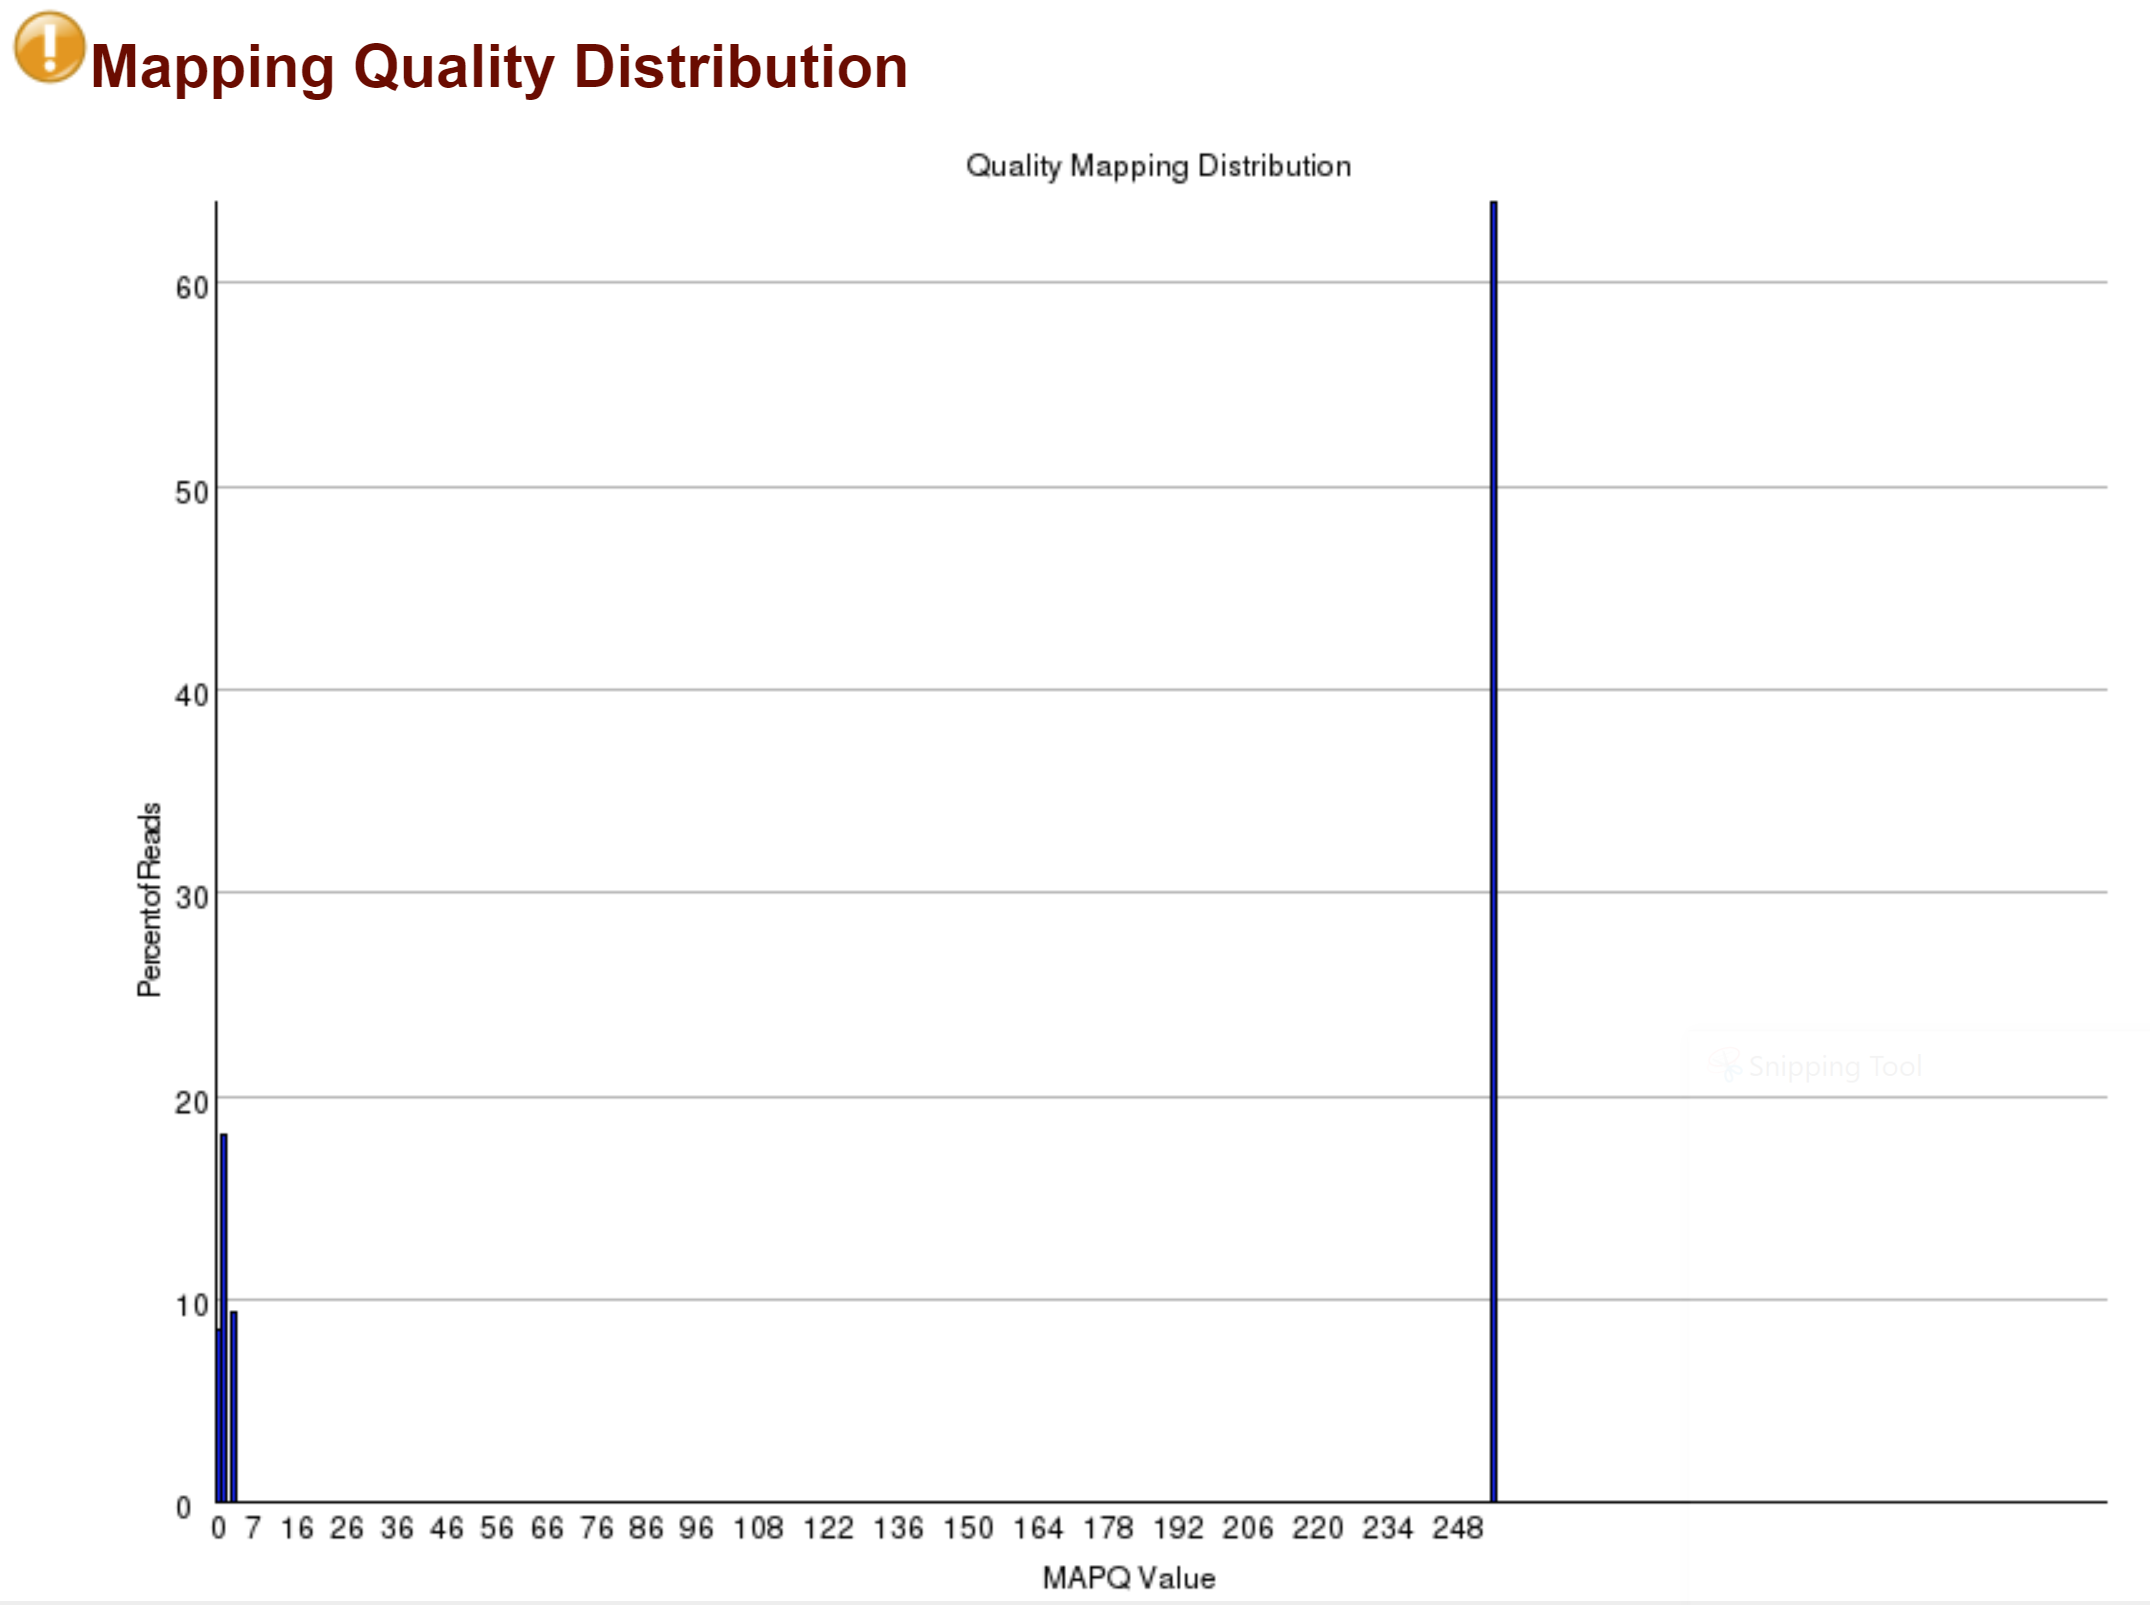 Mapping Quality Distribution
Quality Mapping Distribution
60
50
40
30
20
10
0
Percent of Reads
Snipping Tool
0 7 16 26 36 46 56 66 76 86 96 108 122 136 150 164 178 192 206 220 234 248
MAPQ Value